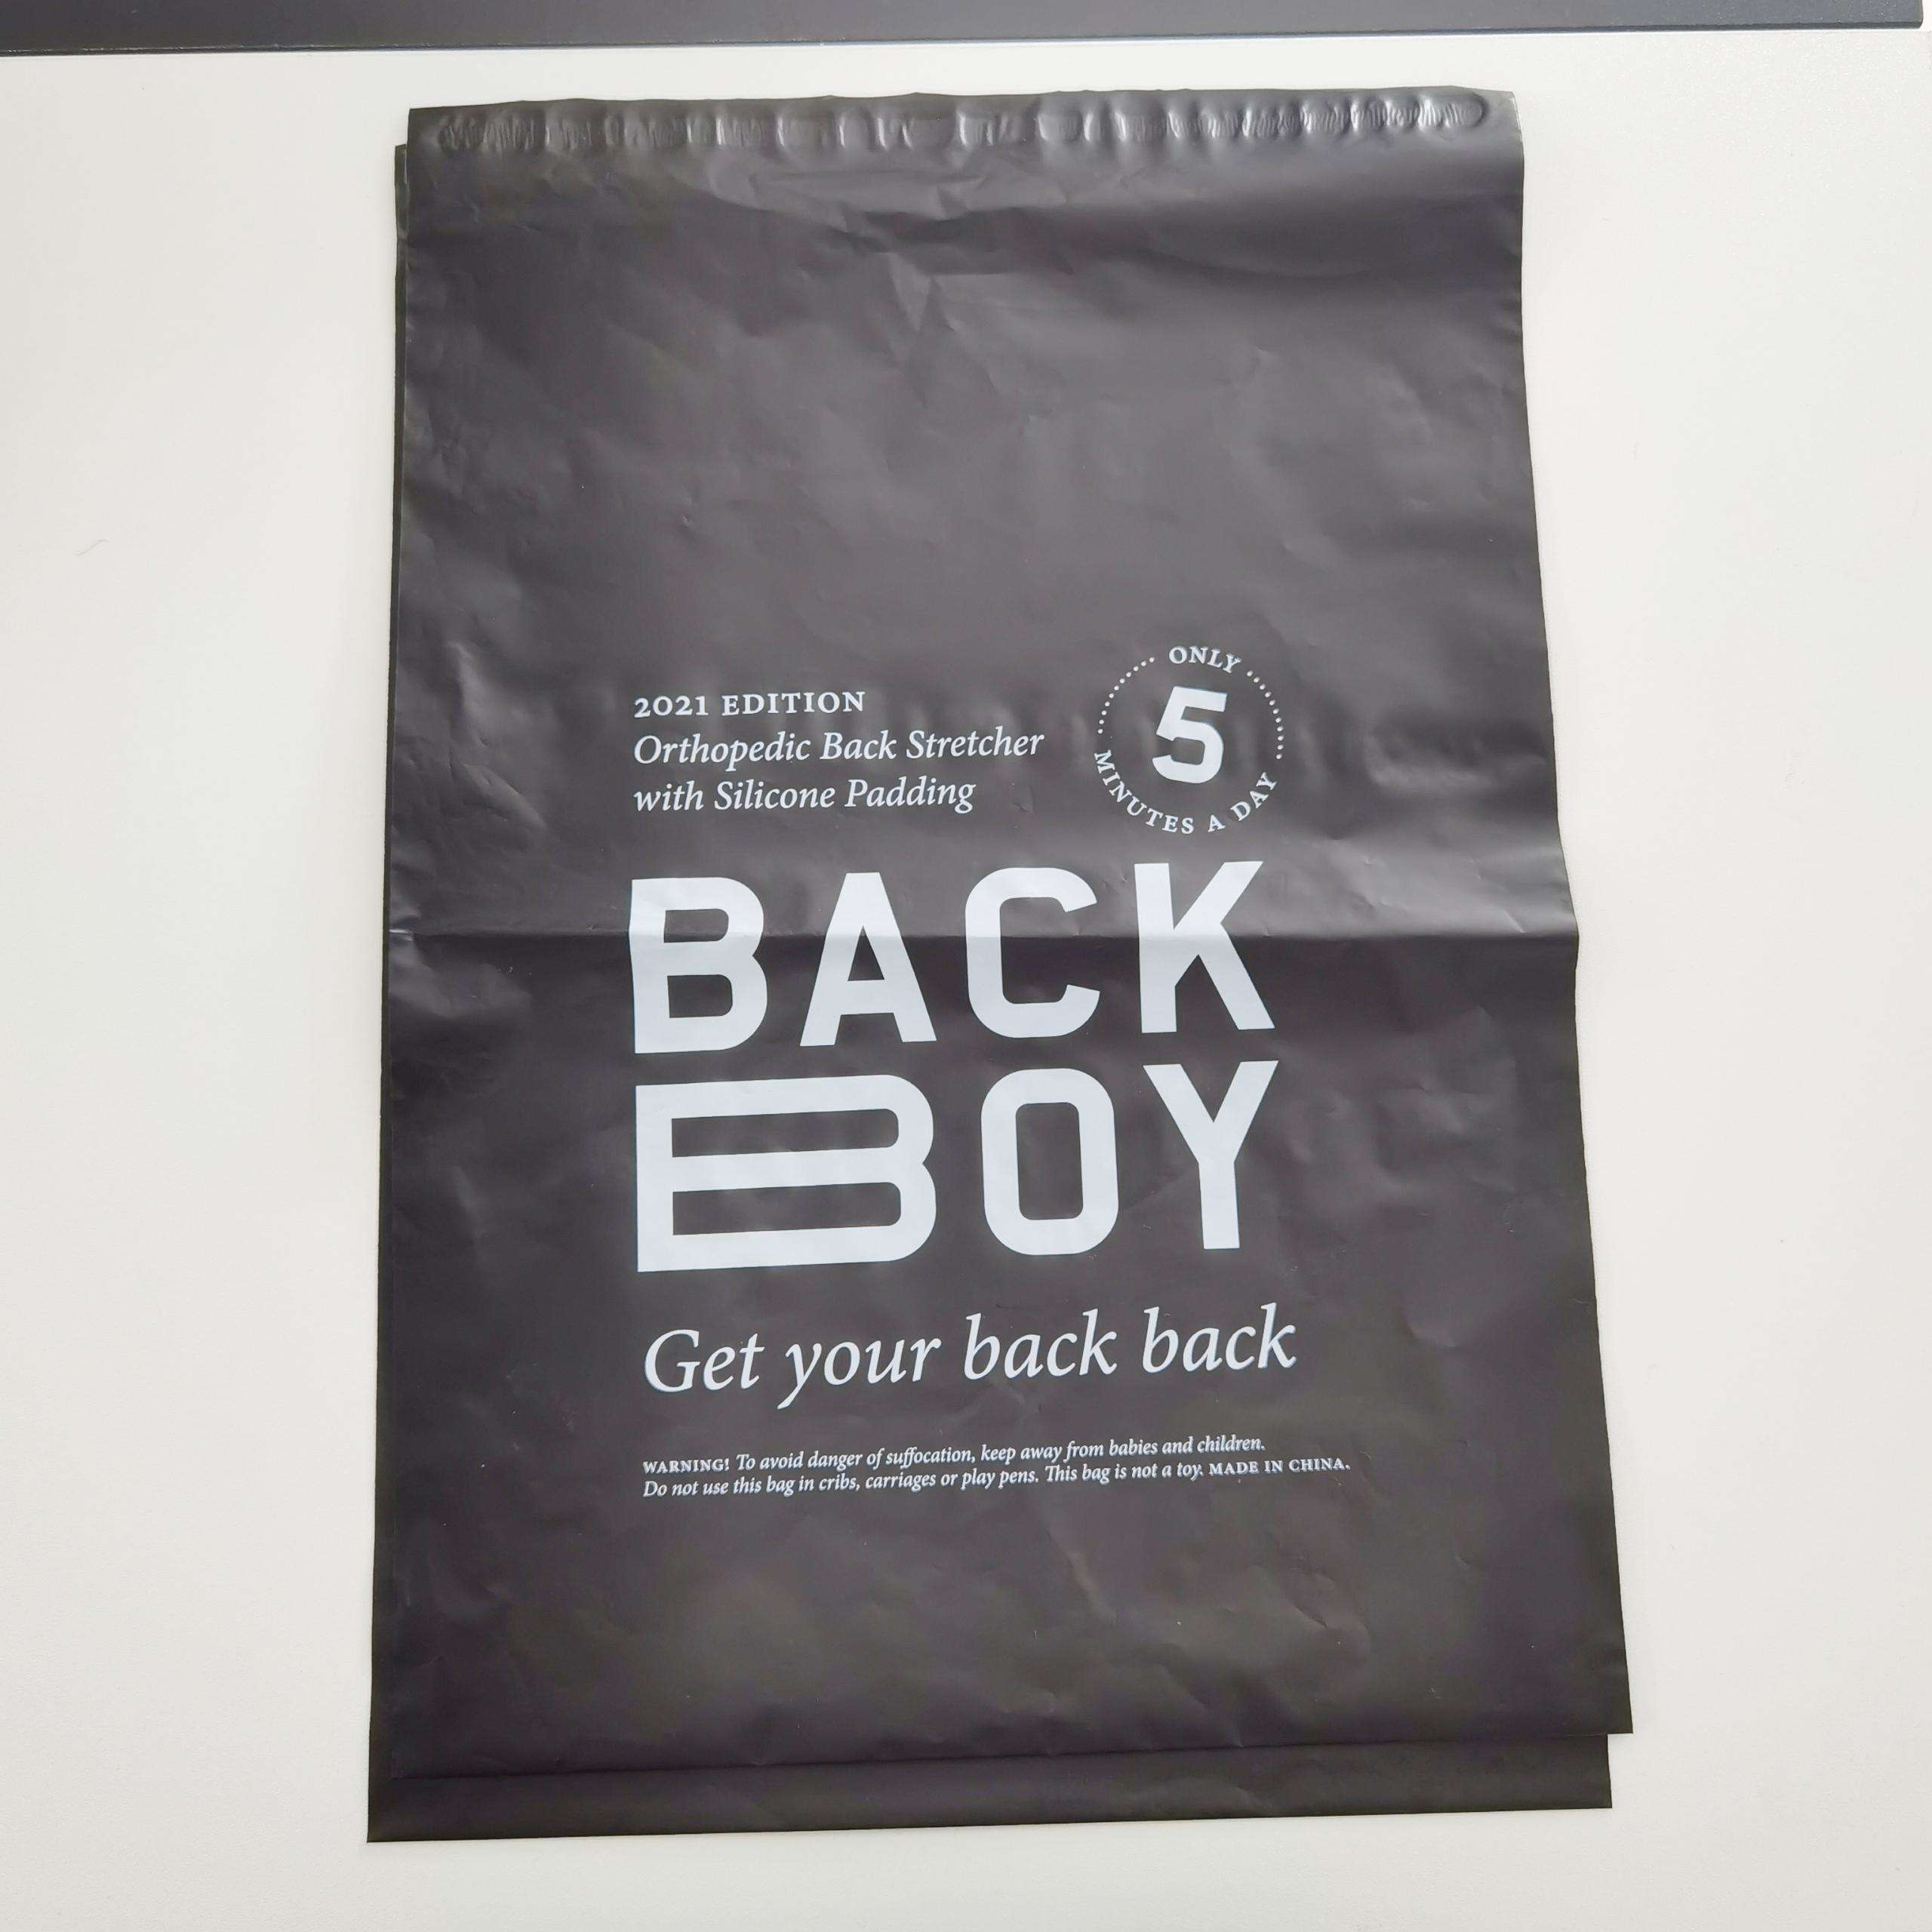 2021 EDITION
Orthopedic Back Stretcher
with Silicone Padding
ONLY
5
MINUTES A DAY
BACK
BOY
Get your back back
WARNING! To avoid danger of suffocation, keep away from babies and children.
Do not use this bag in cribs, carriages or play pens. This bag is not a toy. MADE IN CHINA.